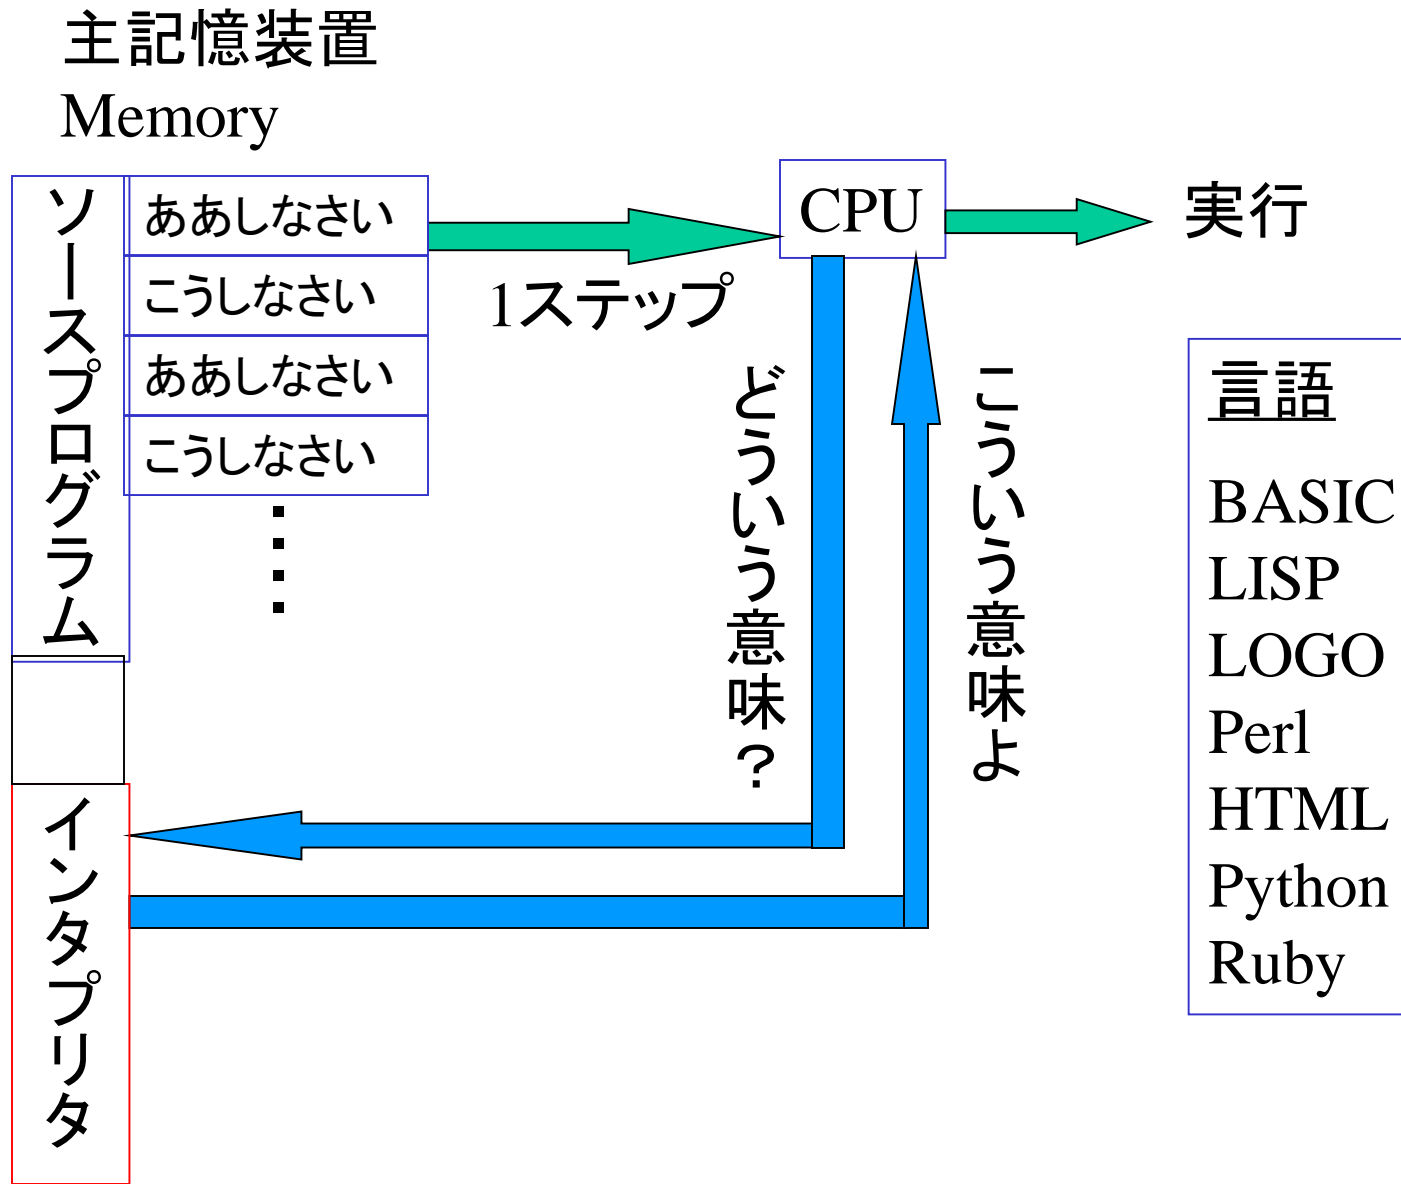 主記憶装置
Memory
ソースプログラム
ああしなさい
こうしなさい
ああしなさい
こうしなさい
････
1ステップ
CPU
実行
どういう意味？
こういう意味よ
インタプリタ
言語
BASIC
LISP
LOGO
Perl
HTML
Python
Ruby